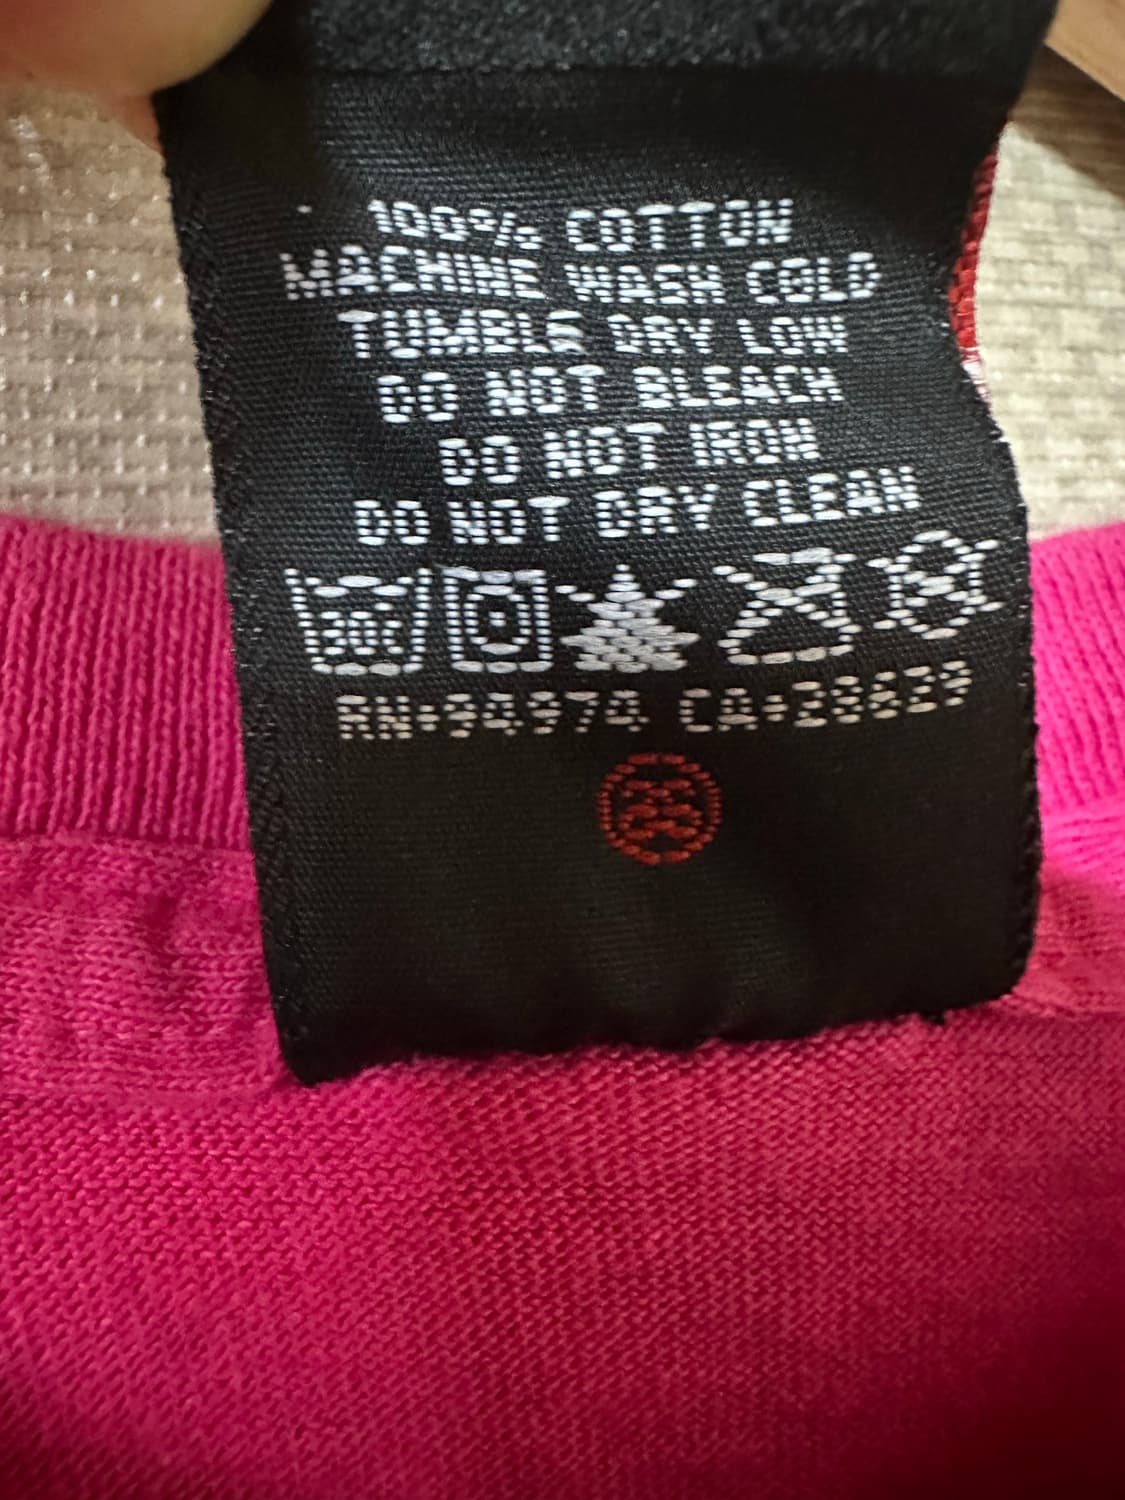 100% COTTON
MACHINE WASH COLD
TUMBLE DRY LOW
DO NOT BLEACH
DO NOT IRON
DO NOT DRY CLEAN
30C
RN:94974 CA:28629